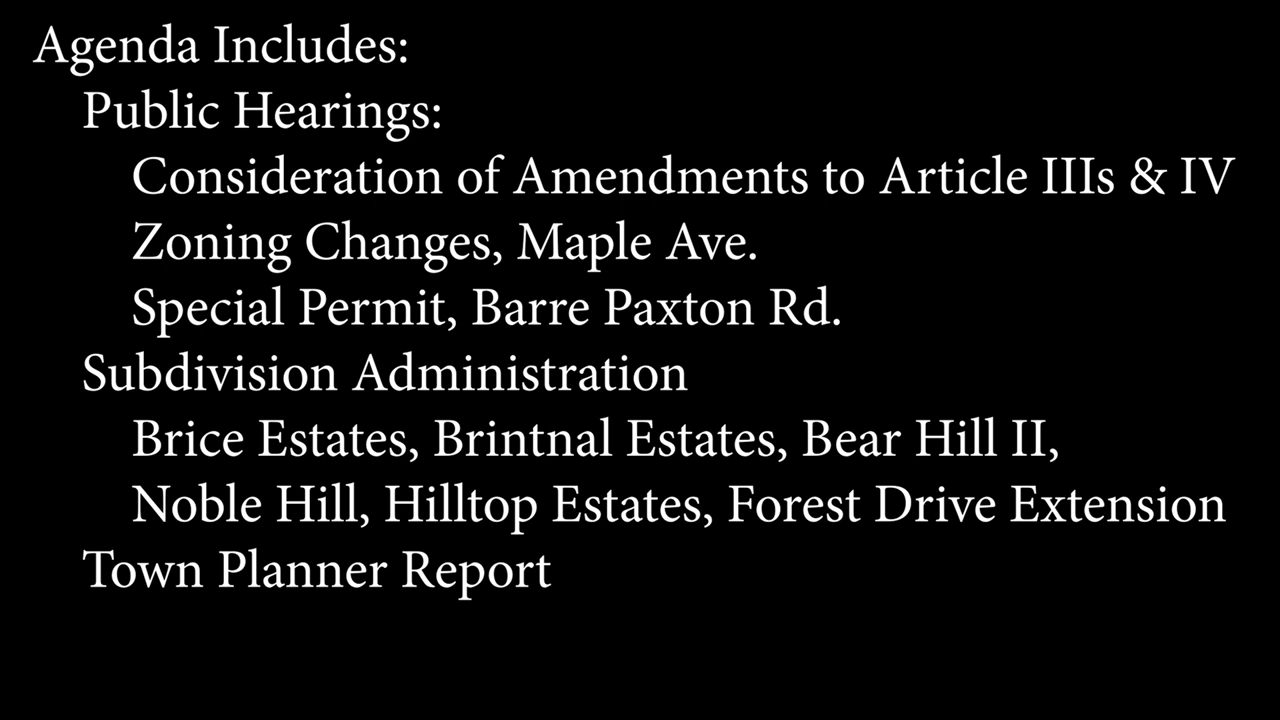 Agenda Includes:
Public Hearings:
Consideration of Amendments to Article IIIs & IV
Zoning Changes, Maple Ave.
Special Permit, Barre Paxton Rd.
Subdivision Administration
Brice Estates, Brintnal Estates, Bear Hill II,
Noble Hill, Hilltop Estates, Forest Drive Extension
Town Planner Report